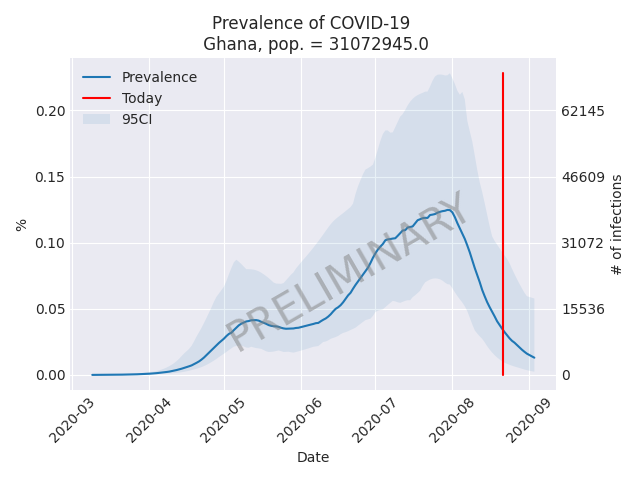 Prevalence of COVID-19
Ghana, pop. = 31072945.0
Prevalence
Today
95CI
PRELIMINARY
%
0.20
0.15
0.10
0.05
0.00
62145
46609
31072
15536
0
# of infections
2020-03
2020-04
2020-05
2020-06
2020-07
2020-08
2020-09
Date